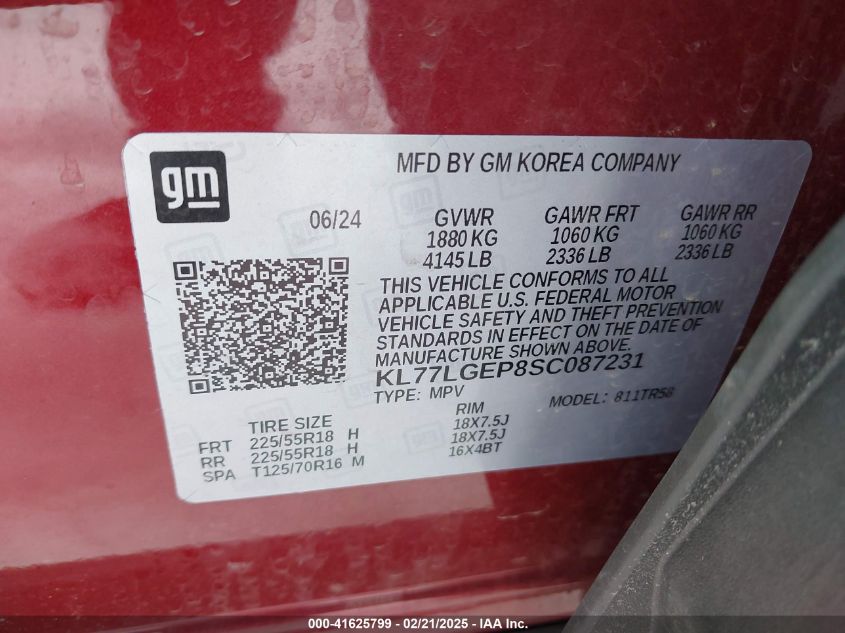 gm
MFD BY GM KOREA COMPANY
06/24 GVWR GAWR FRT GAWR RR
1880 KG 1060 KG 1060 KG
4145 LB 2336 LB 2336 LB
THIS VEHICLE CONFORMS TO ALL
APPLICABLE U.S. FEDERAL MOTOR
VEHICLE SAFETY AND THEFT PREVENTION
STANDARDS IN EFFECT ON THE DATE OF
MANUFACTURE SHOWN ABOVE.
KL77LGEP8SC087231
TYPE: MPV MODEL: 811TR58
TIRE SIZE RIM
FRT 225/55R18 H 18X7.5J
RR 225/55R18 H 18X7.5J
SPA T125/70R16 M 16X4BT
000-41625799 - 02/21/2025 - IAA Inc.